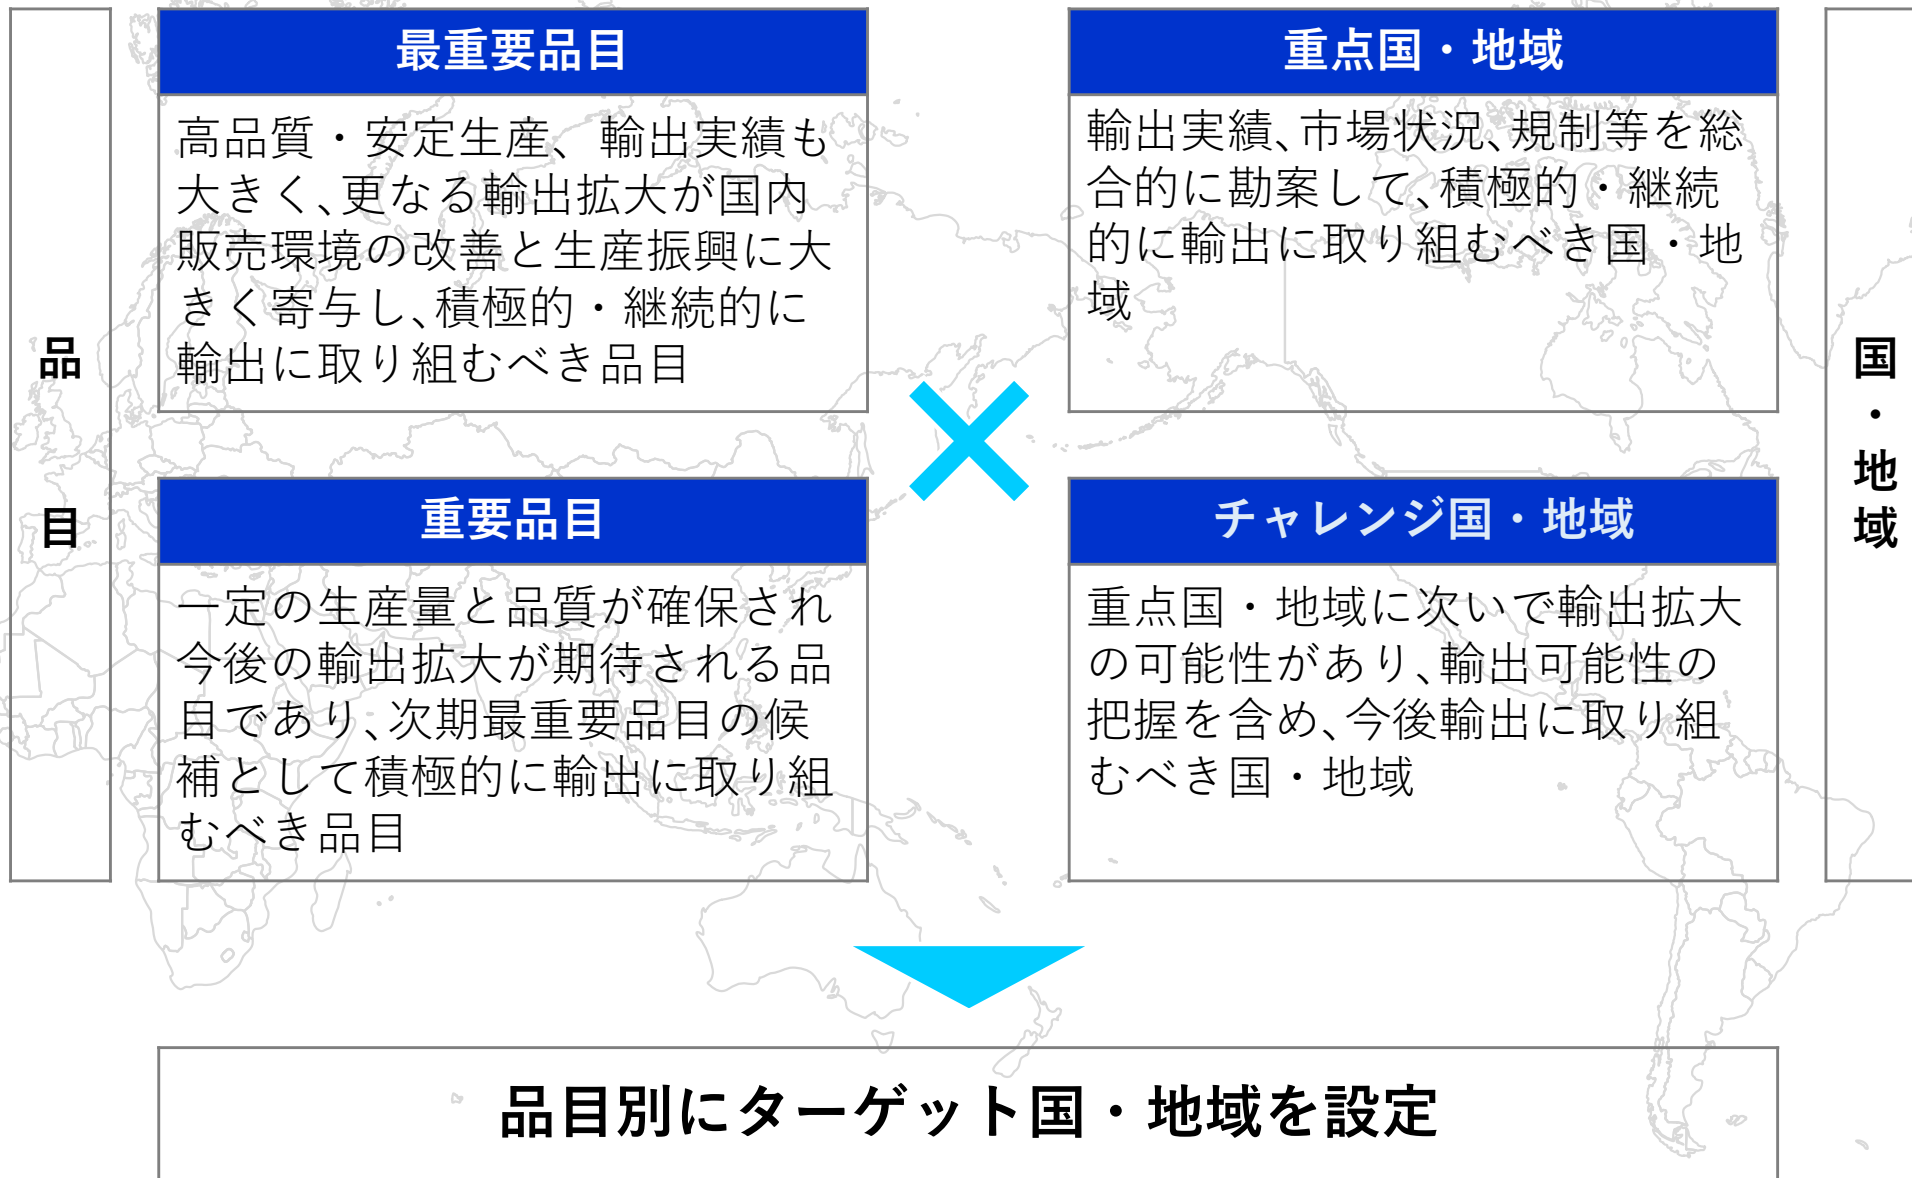 品
目
最重要品目
高品質・安定生産、輸出実績も
大きく、更なる輸出拡大が国内
販売環境の改善と生産振興に大
きく寄与し、積極的・継続的に
輸出に取り組むべき品目
重要品目
一定の生産量と品質が確保され
今後の輸出拡大が期待される品
目であり、次期最重要品目の候
補として積極的に輸出に取り組
むべき品目
重点国・地域
輸出実績、市場状況、規制等を総
合的に勘案して、積極的・継続
的に輸出に取り組むべき国・地
域
チャレンジ国・地域
重点国・地域に次いで輸出拡大
の可能性があり、輸出可能性の
把握を含め、今後輸出に取り組
むべき国・地域
国
・
地
域
品目別にターゲット国・地域を設定